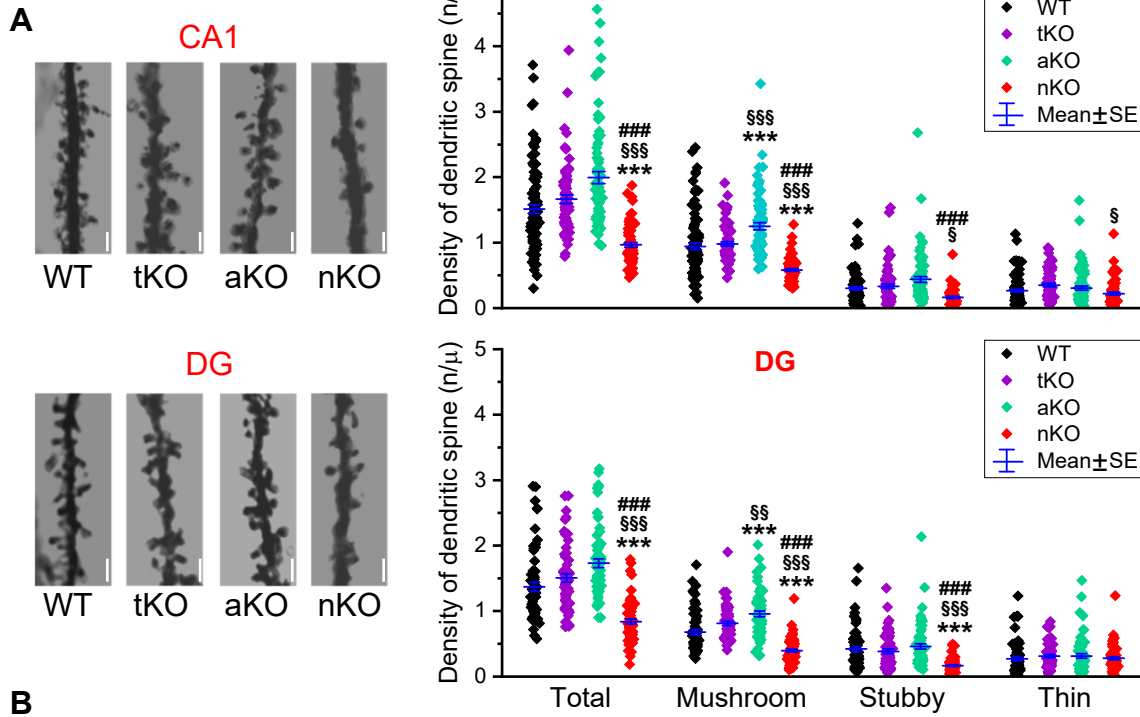 A
CA1
WT tKO aKO nKO
Density of dendritic spine (n/
4
3
2
1
0
WT
tKO
aKO
nKO
Mean±SE
###
§§§
***
§§§
***
###
§§§
***
###
§
§
DG
WT tKO aKO nKO
Density of dendritic spine (n/μ)
5
4
3
2
1
0
DG
WT
tKO
aKO
nKO
Mean±SE
###
§§§
***
§§
***
###
§§§
***
###
§§§
***
Total Mushroom Stubby Thin
B